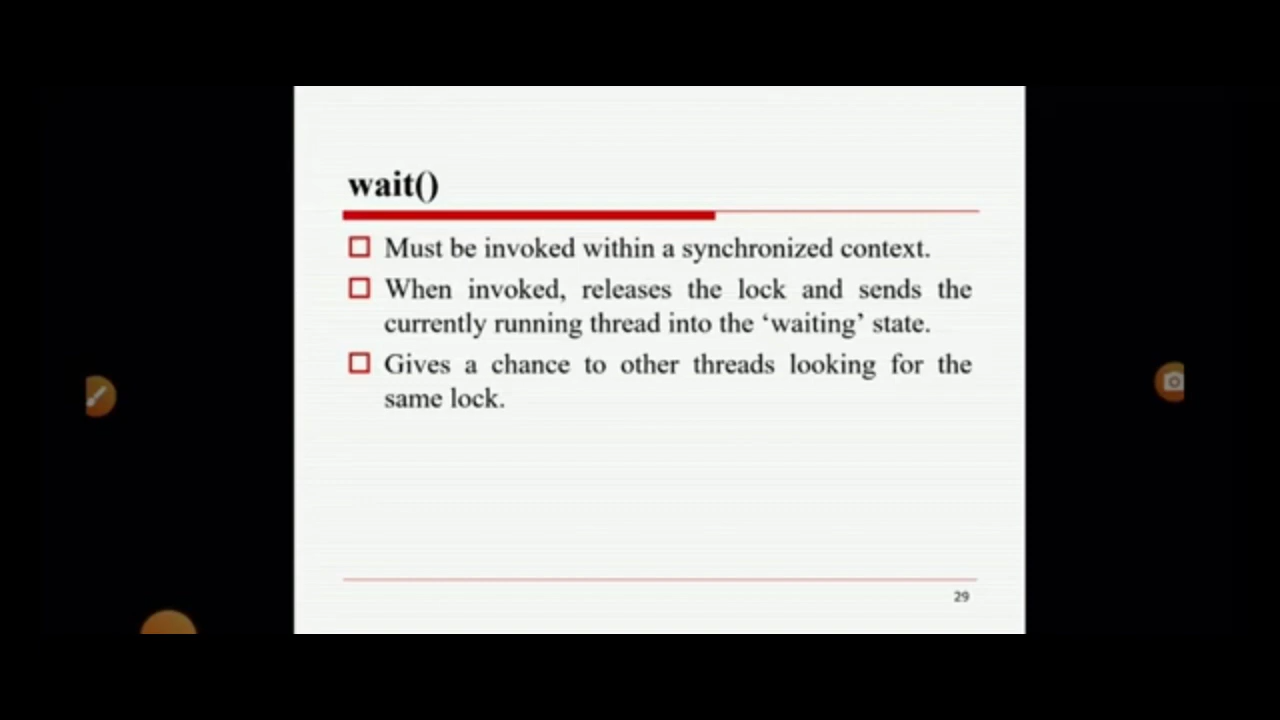 wait()
Must be invoked within a synchronized context.
When invoked, releases the lock and sends the
currently running thread into the ‘waiting’ state.
Gives a chance to other threads looking for the
same lock.
29